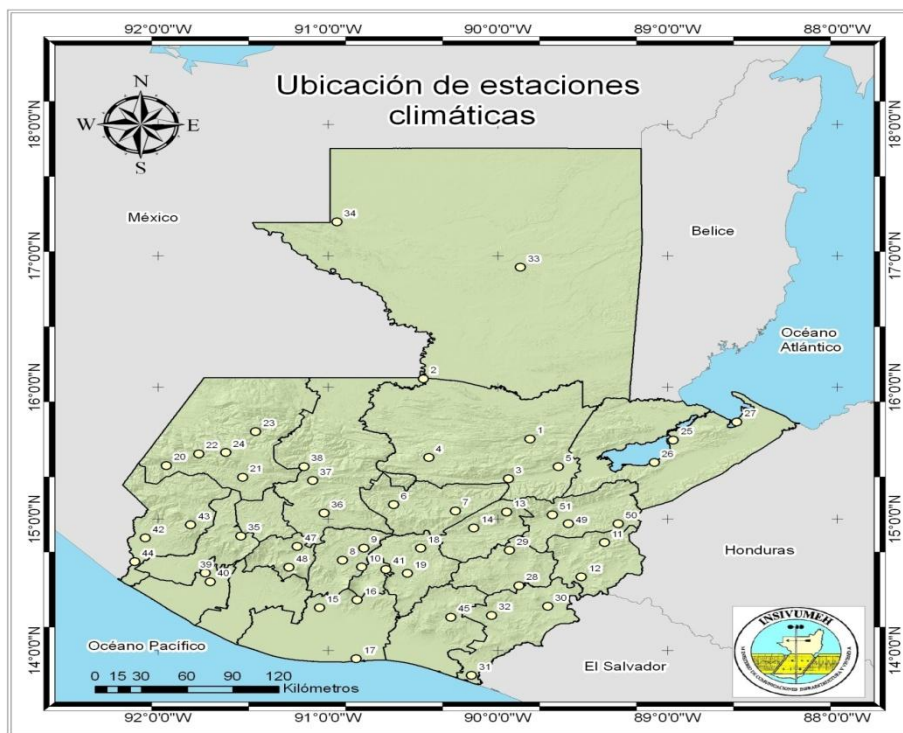 92°0'0"W 91°0'0"W 90°0'0"W 89°0'0"W 88°0'0"W
Ubicación de estaciones
climáticas
N
W E
S
18°0'0"N 18°0'0"N
México
34
Belice
17°0'0"N 17°0'0"N
33
Océano
Atlántico
2
16°0'0"N 16°0'0"N
27
23
1
25
22 24
4
20
38
5
26
21
37
6
7
3
36
13
51
43
14
49
50
15°0'0"N 15°0'0"N
42
35
11
47
9
18
29
Honduras
44
8
10
41
39
48
19
12
40
28
16
15
30
45
32
INSIVUMEH
Océano Pacífico
17
El Salvador
14°0'0"N 14°0'0"N
31
0 15 30 60 90 120
Kilómetros
92°0'0"W 91°0'0"W 90°0'0"W 89°0'0"W 88°0'0"W